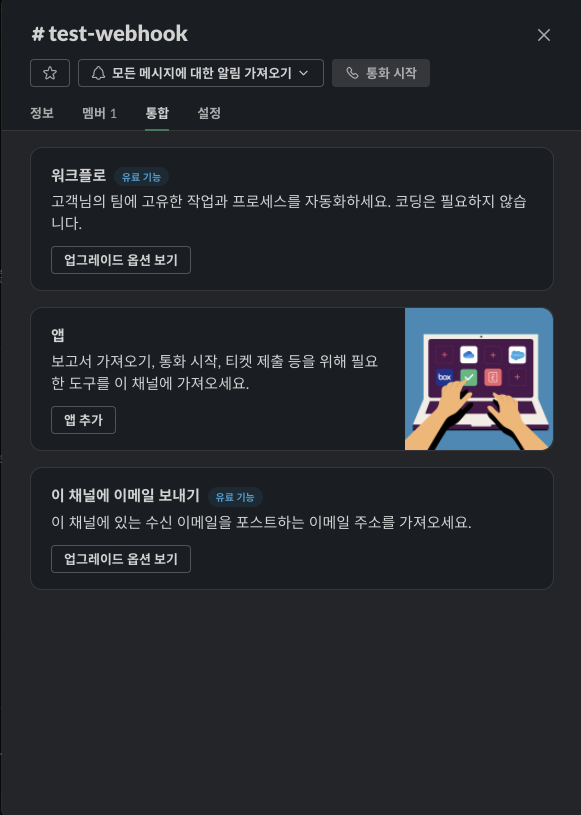 # test-webhook
모든 메시지에 대한 알림 가져오기
통화 시작
정보 멤버 1 통합 설정
워크플로 유료 기능
고객님의 팀에 고유한 작업과 프로세스를 자동화하세요. 코딩은 필요하지 않습
니다.
업그레이드 옵션 보기
앱
보고서 가져오기, 통화 시작, 티켓 제출 등을 위해 필요
한 도구를 이 채널에 가져오세요.
앱 추가
box
이 채널에 이메일 보내기 유료 기능
이 채널에 있는 수신 이메일을 포스트하는 이메일 주소를 가져오세요.
업그레이드 옵션 보기